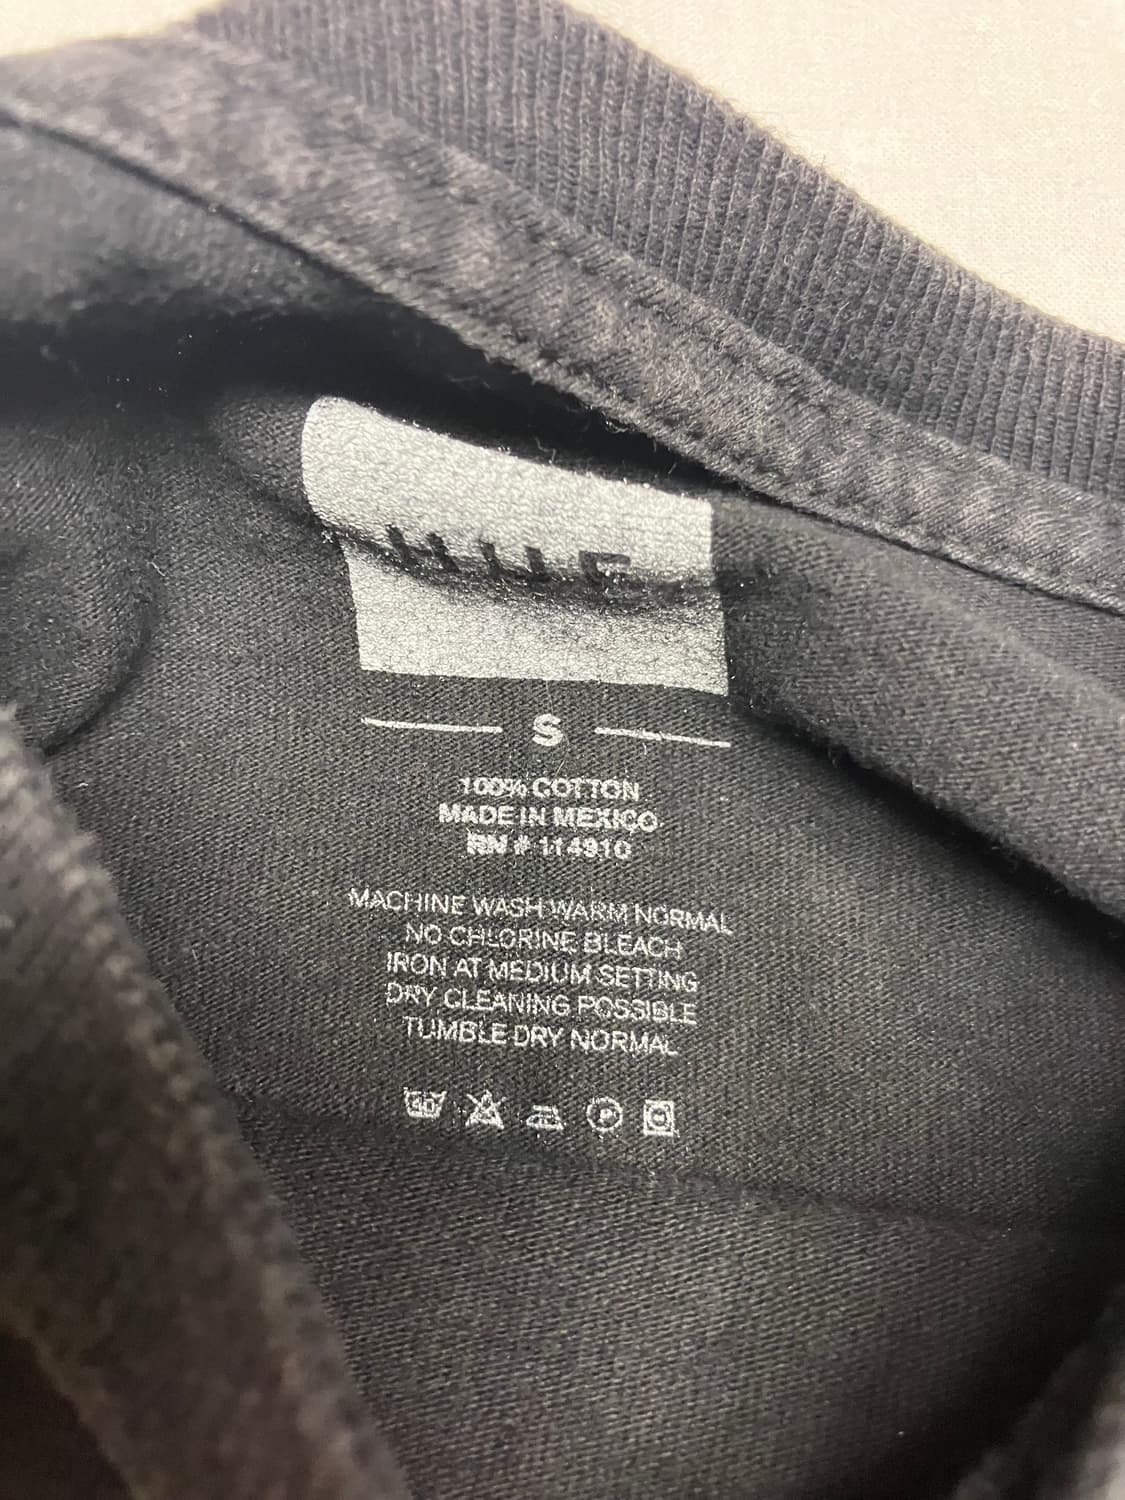 HUF
S
100% COTTON
MADE IN MEXICO
RN # 114910
MACHINE WASH WARM NORMAL
NO CHLORINE BLEACH
IRON AT MEDIUM SETTING
DRY CLEANING POSSIBLE
TUMBLE DRY NORMAL
P